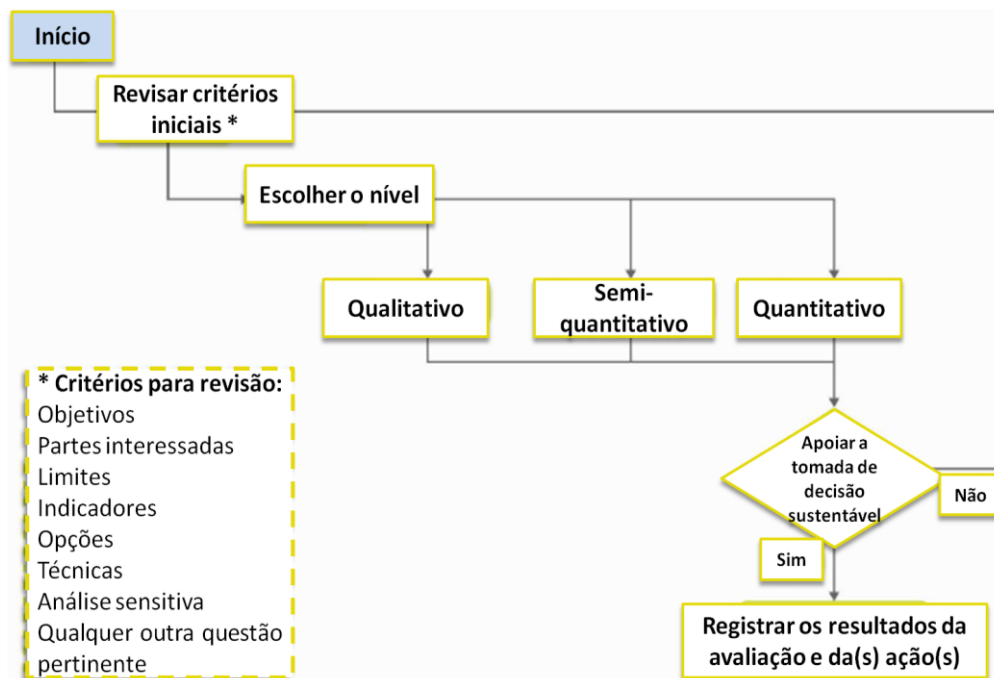 Início
Revisar critérios
iniciais *
Escolher o nível
Qualitativo
Semi-
quantitativo
Quantitativo
* Critérios para revisão:
Objetivos
Partes interessadas
Limites
Indicadores
Opções
Técnicas
Análise sensitiva
Qualquer outra questão
pertinente
Apoiar a
tomada de
decisão
sustentável
Não
Sim
Registrar os resultados da
avaliação e da(s) ação(s)